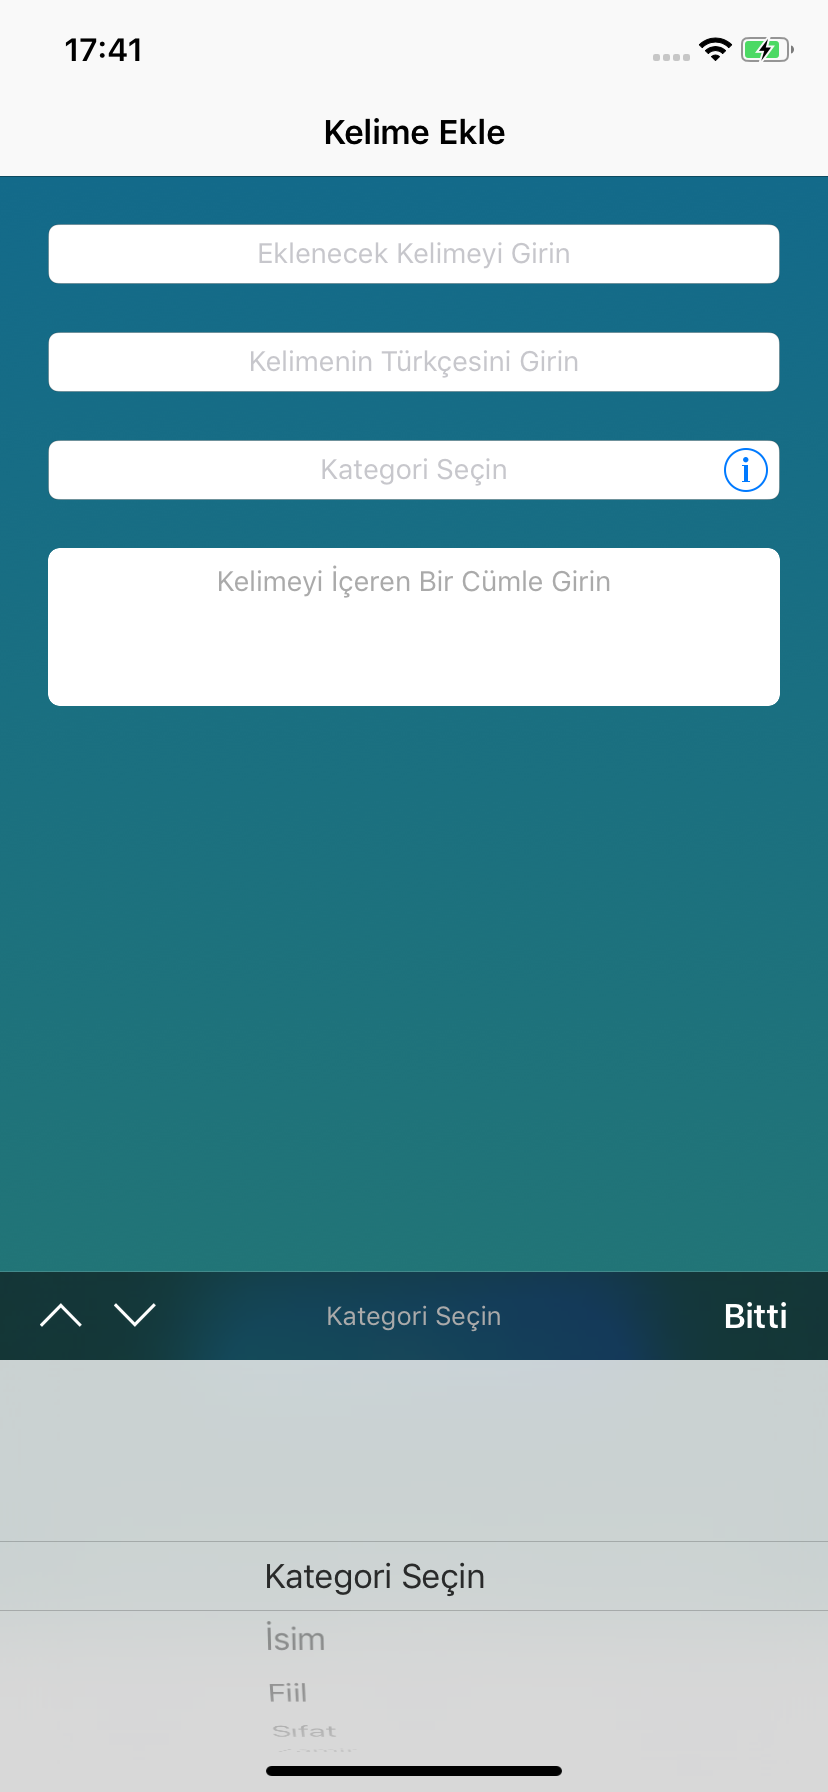 17:41
Kelime Ekle
Eklenecek Kelimeyi Girin
Kelimenin Türkçesini Girin
Kategori Seçin
Kelimeyi İçeren Bir Cümle Girin
Kategori Seçin Bitti
Kategori Seçin
İsim
Fiil
Sıfat